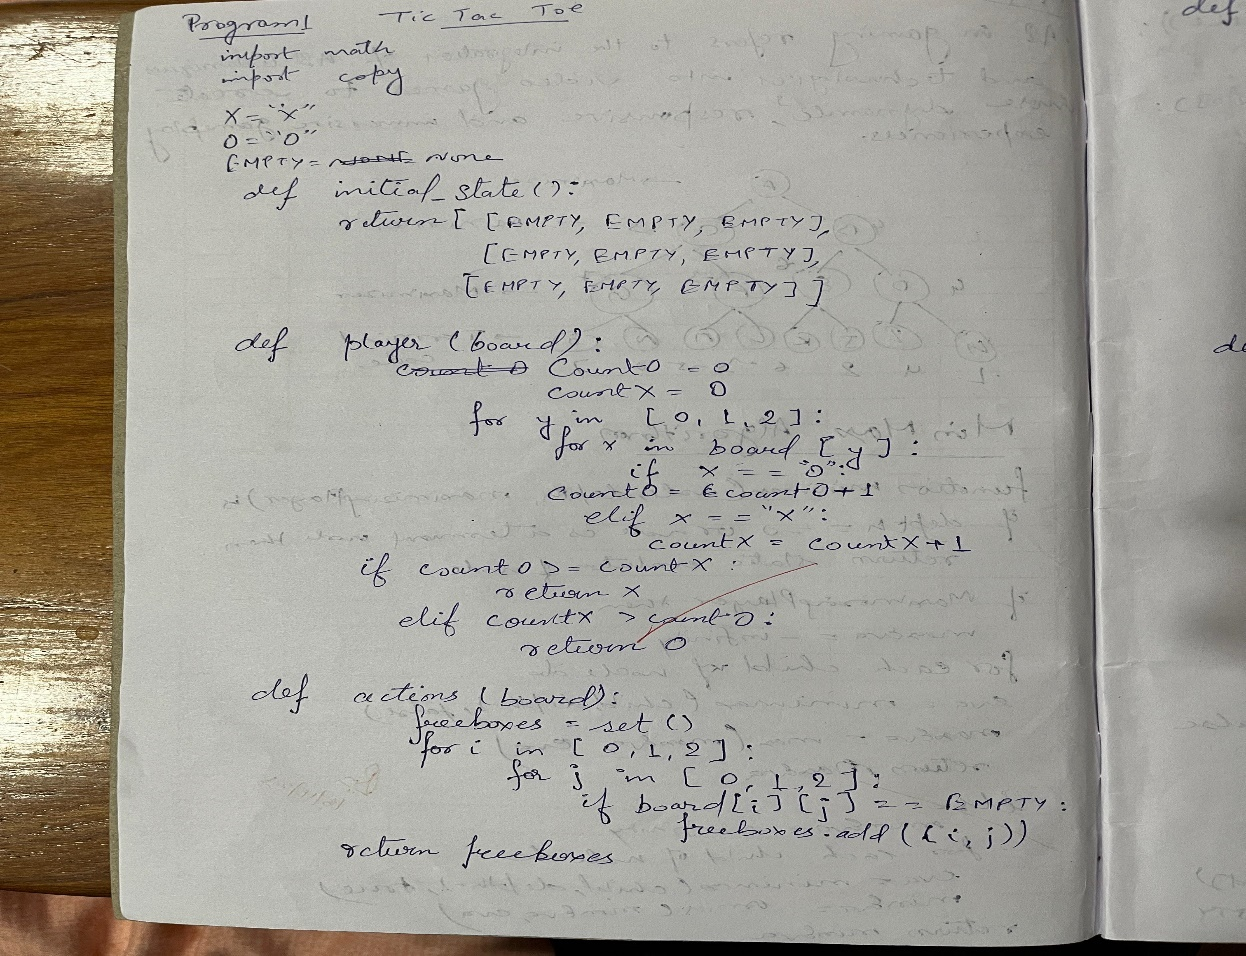 Program1 Tic Tac Toe
import math
import copy
X = "X"
O = "O"
EMPTY = None
def initial_state():
return [ [EMPTY, EMPTY, EMPTY],
[EMPTY, EMPTY, EMPTY],
[EMPTY, EMPTY, EMPTY] ]
def player (board):
CountO = 0
countX = 0
for y in [0, 1, 2]:
for x in board [y]:
if x == "O":
CountO = countO+1
elif x == "X":
countX = countX+1
if countO >= countX :
return X
elif countX > countO:
return O
def actions (board):
freeboxes = set ()
for i in [0, 1, 2]:
for j in [0, 1, 2]:
if board[i][j] == EMPTY:
freeboxes.add ((i, j))
return freeboxes
def